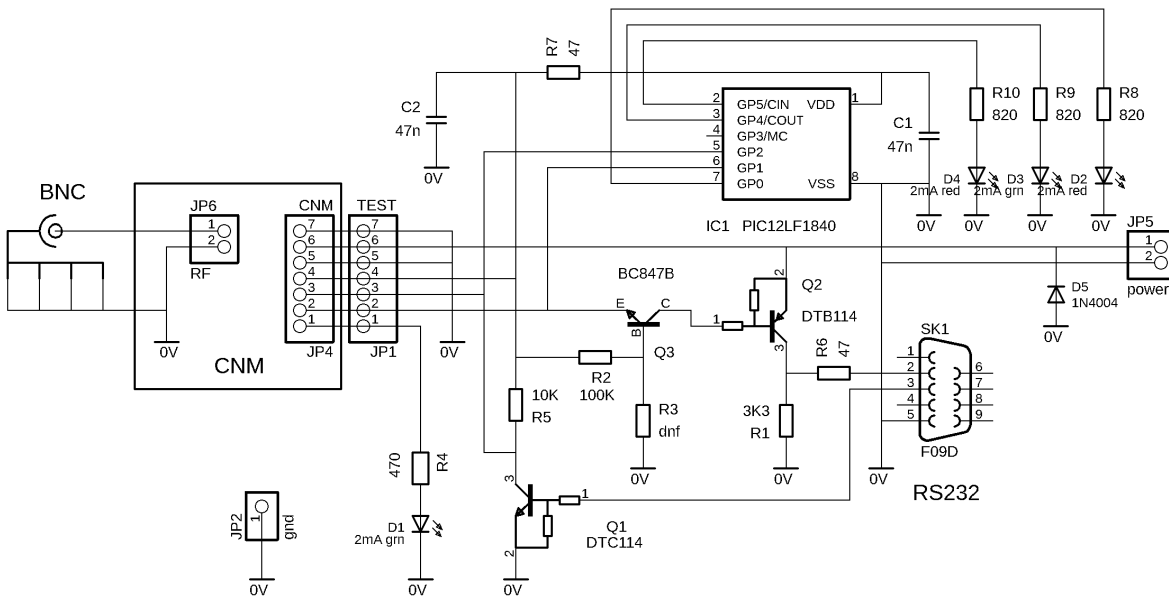 R7
47
C2
47n
0V
2
3
4
5
6
7
GP5/CIN
GP4/COUT
GP3/MC
GP2
GP1
GP0
VDD
VSS
1
8
IC1 PIC12LF1840
C1
47n
0V
R10
820
R9
820
R8
820
D4
2mA red
D3
2mA grn
D2
2mA red
0V
0V
0V
BNC
JP6
1
2
RF
0V
CNM
CNM
7
6
5
4
3
2
1
JP4
TEST
7
6
5
4
3
2
1
JP1
0V
JP5
1
2
power
D5
1N4004
0V
BC847B
E
C
B
Q3
1
2
3
Q2
DTB114
R6
47
SK1
1
2
3
4
5
6
7
8
9
F09D
RS232
R2
100K
R3
dnf
0V
10K
R5
3K3
R1
0V
0V
470
R4
D1
2mA grn
0V
JP2
1
gnd
0V
3
1
2
Q1
DTC114
0V